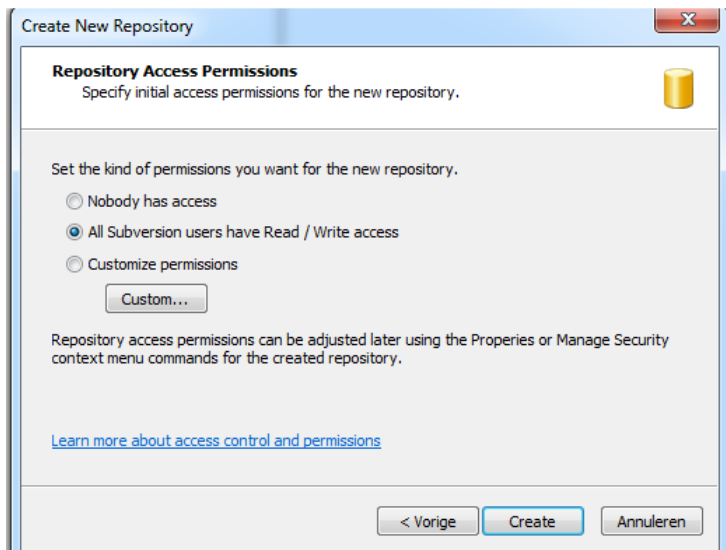 Create New Repository
Repository Access Permissions
Specify initial access permissions for the new repository.
Set the kind of permissions you want for the new repository.
Nobody has access
All Subversion users have Read / Write access
Customize permissions
Custom...
Repository access permissions can be adjusted later using the Properies or Manage Security
context menu commands for the created repository.
Learn more about access control and permissions
< Vorige
Create
Annuleren